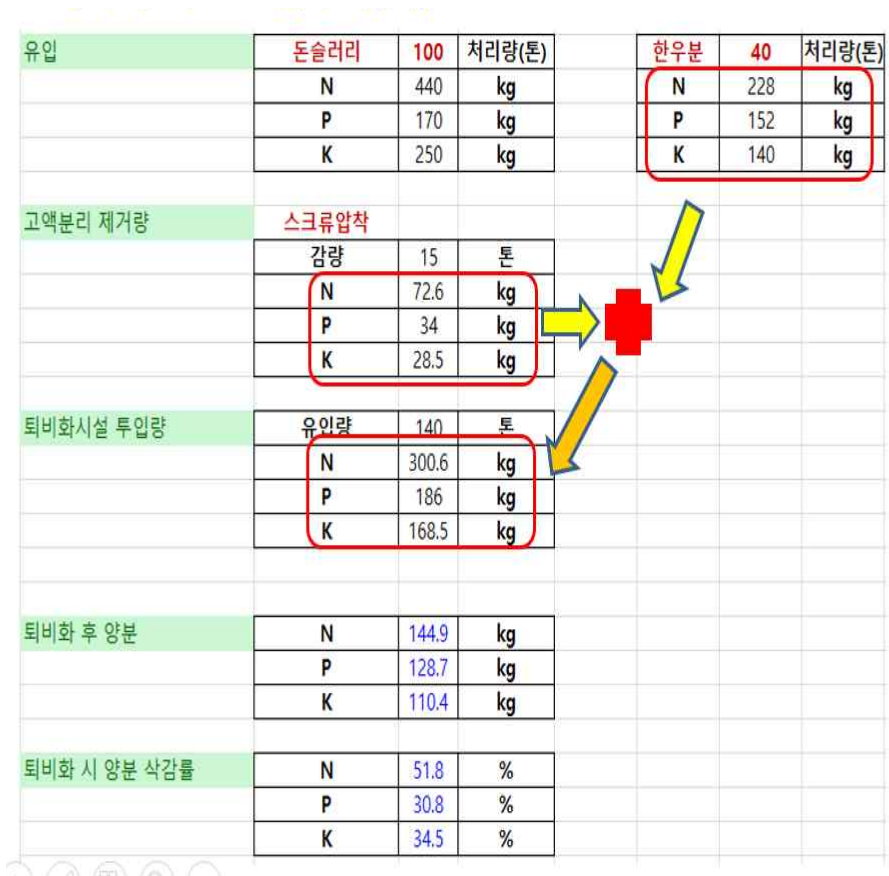 유입 돈슬러리 100 처리량(톤) 한우분 40 처리량(톤)
N 440 kg N 228 kg
P 170 kg P 152 kg
K 250 kg K 140 kg
고액분리 제거량 스크류압착
감량 15 톤
N 72.6 kg
P 34 kg
K 28.5 kg
퇴비화시설 투입량 유입량 140 톤
N 300.6 kg
P 186 kg
K 168.5 kg
퇴비화 후 양분 N 144.9 kg
P 128.7 kg
K 110.4 kg
퇴비화 시 양분 삭감률 N 51.8 %
P 30.8 %
K 34.5 %